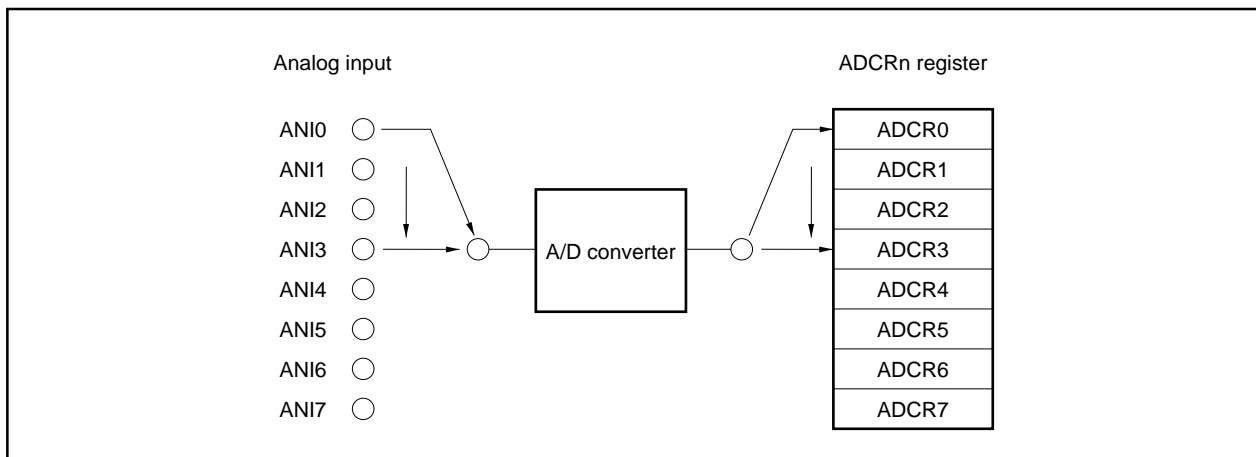 Analog input
ADCRn register
ANI0
ANI1
ANI2
ANI3
ANI4
ANI5
ANI6
ANI7
A/D converter
ADCR0
ADCR1
ADCR2
ADCR3
ADCR4
ADCR5
ADCR6
ADCR7